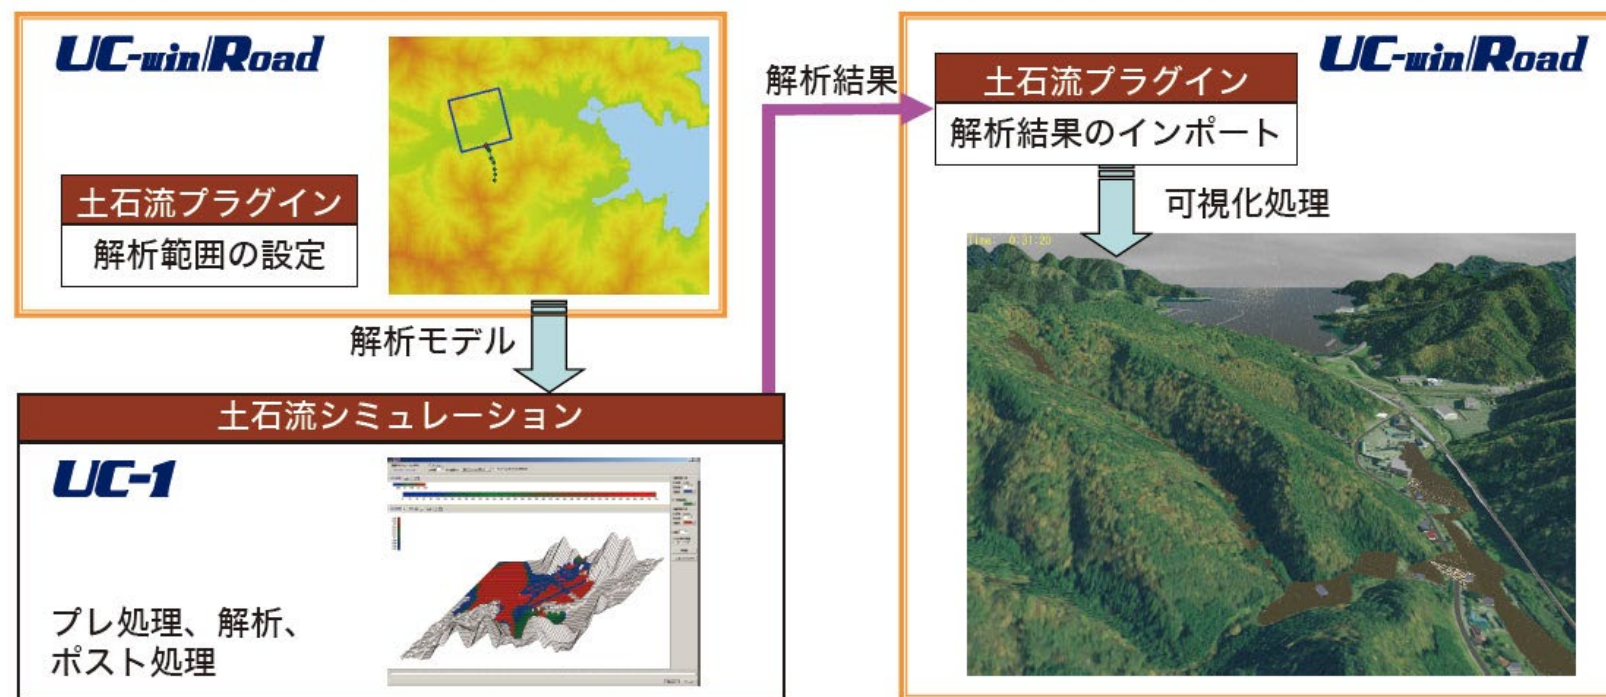 UC-win/Road
土石流プラグイン
解析範囲の設定
解析モデル
土石流シミュレーション
UC-1
プレ処理、解析、
ポスト処理
解析結果
UC-win/Road
土石流プラグイン
解析結果のインポート
可視化処理
Time: 0:31:20